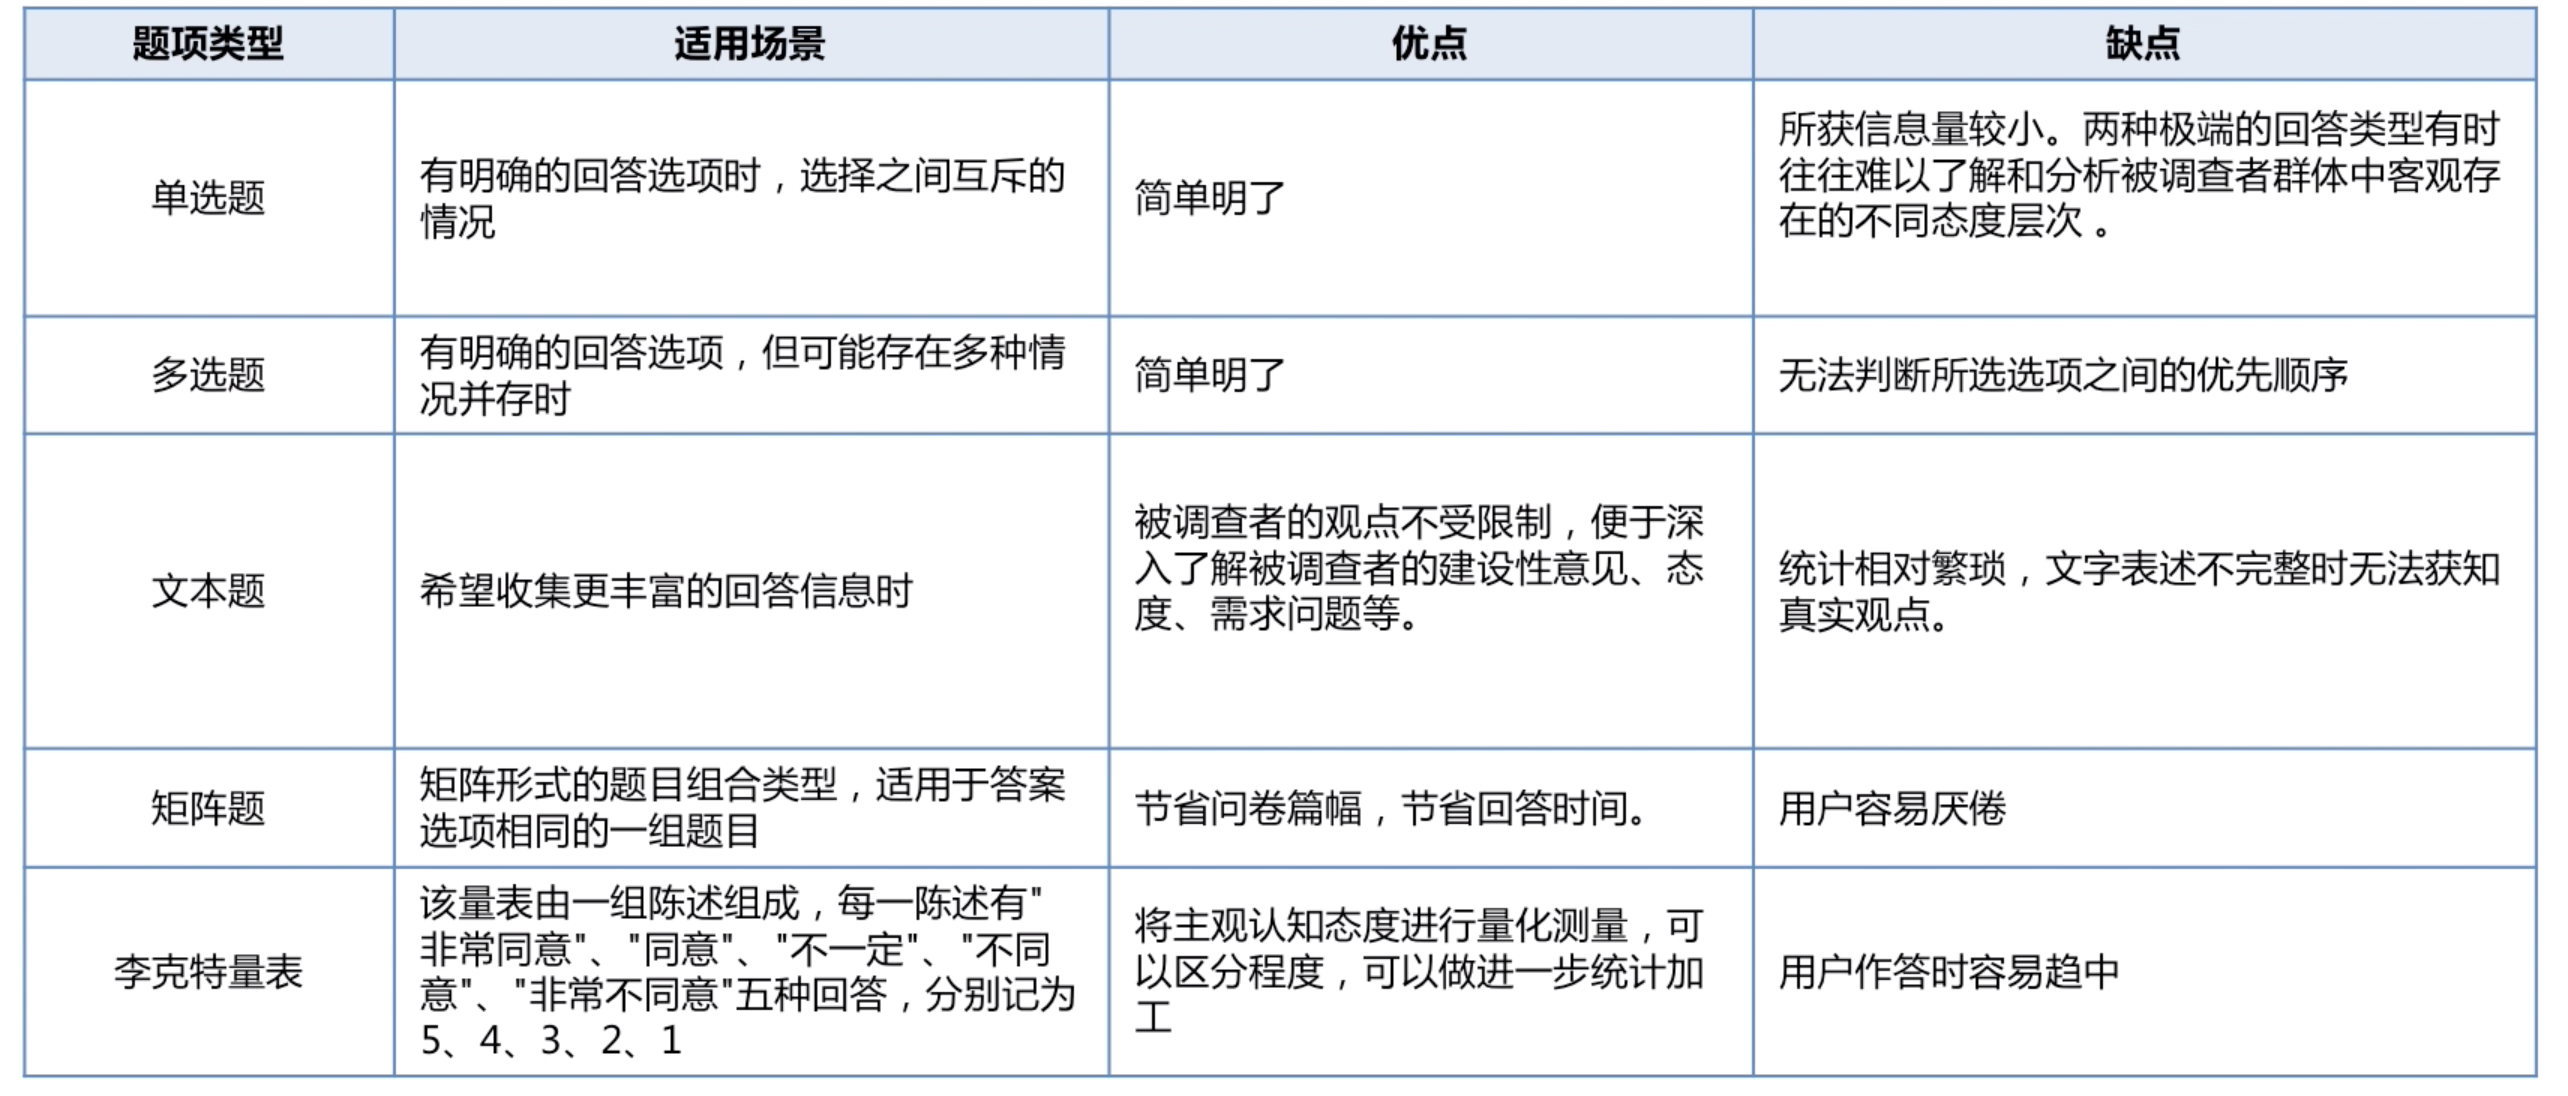 题项类型
适用场景
优点
缺点
单选题
有明确的回答选项时，选择之间互斥的
情况
简单明了
所获信息量较小。两种极端的回答类型有时
往往难以了解和分析被调查者群体中客观存
在的不同态度层次 。
多选题
有明确的回答选项，但可能存在多种情
况并存时
简单明了
无法判断所选选项之间的优先顺序
文本题
希望收集更丰富的回答信息时
被调查者的观点不受限制，便于深
入了解被调查者的建设性意见、态
度、需求问题等。
统计相对繁琐，文字表述不完整时无法获知
真实观点。
矩阵题
矩阵形式的题目组合类型，适用于答案
选项相同的一组题目
节省问卷篇幅，节省回答时间。
用户容易厌倦
李克特量表
该量表由一组陈述组成，每一陈述有"
非常同意"、"同意"、"不一定"、"不同
意"、"非常不同意"五种回答，分别记为
5、4、3、2、1
将主观认知态度进行量化测量，可
以区分程度，可以做进一步统计加
工
用户作答时容易趋中